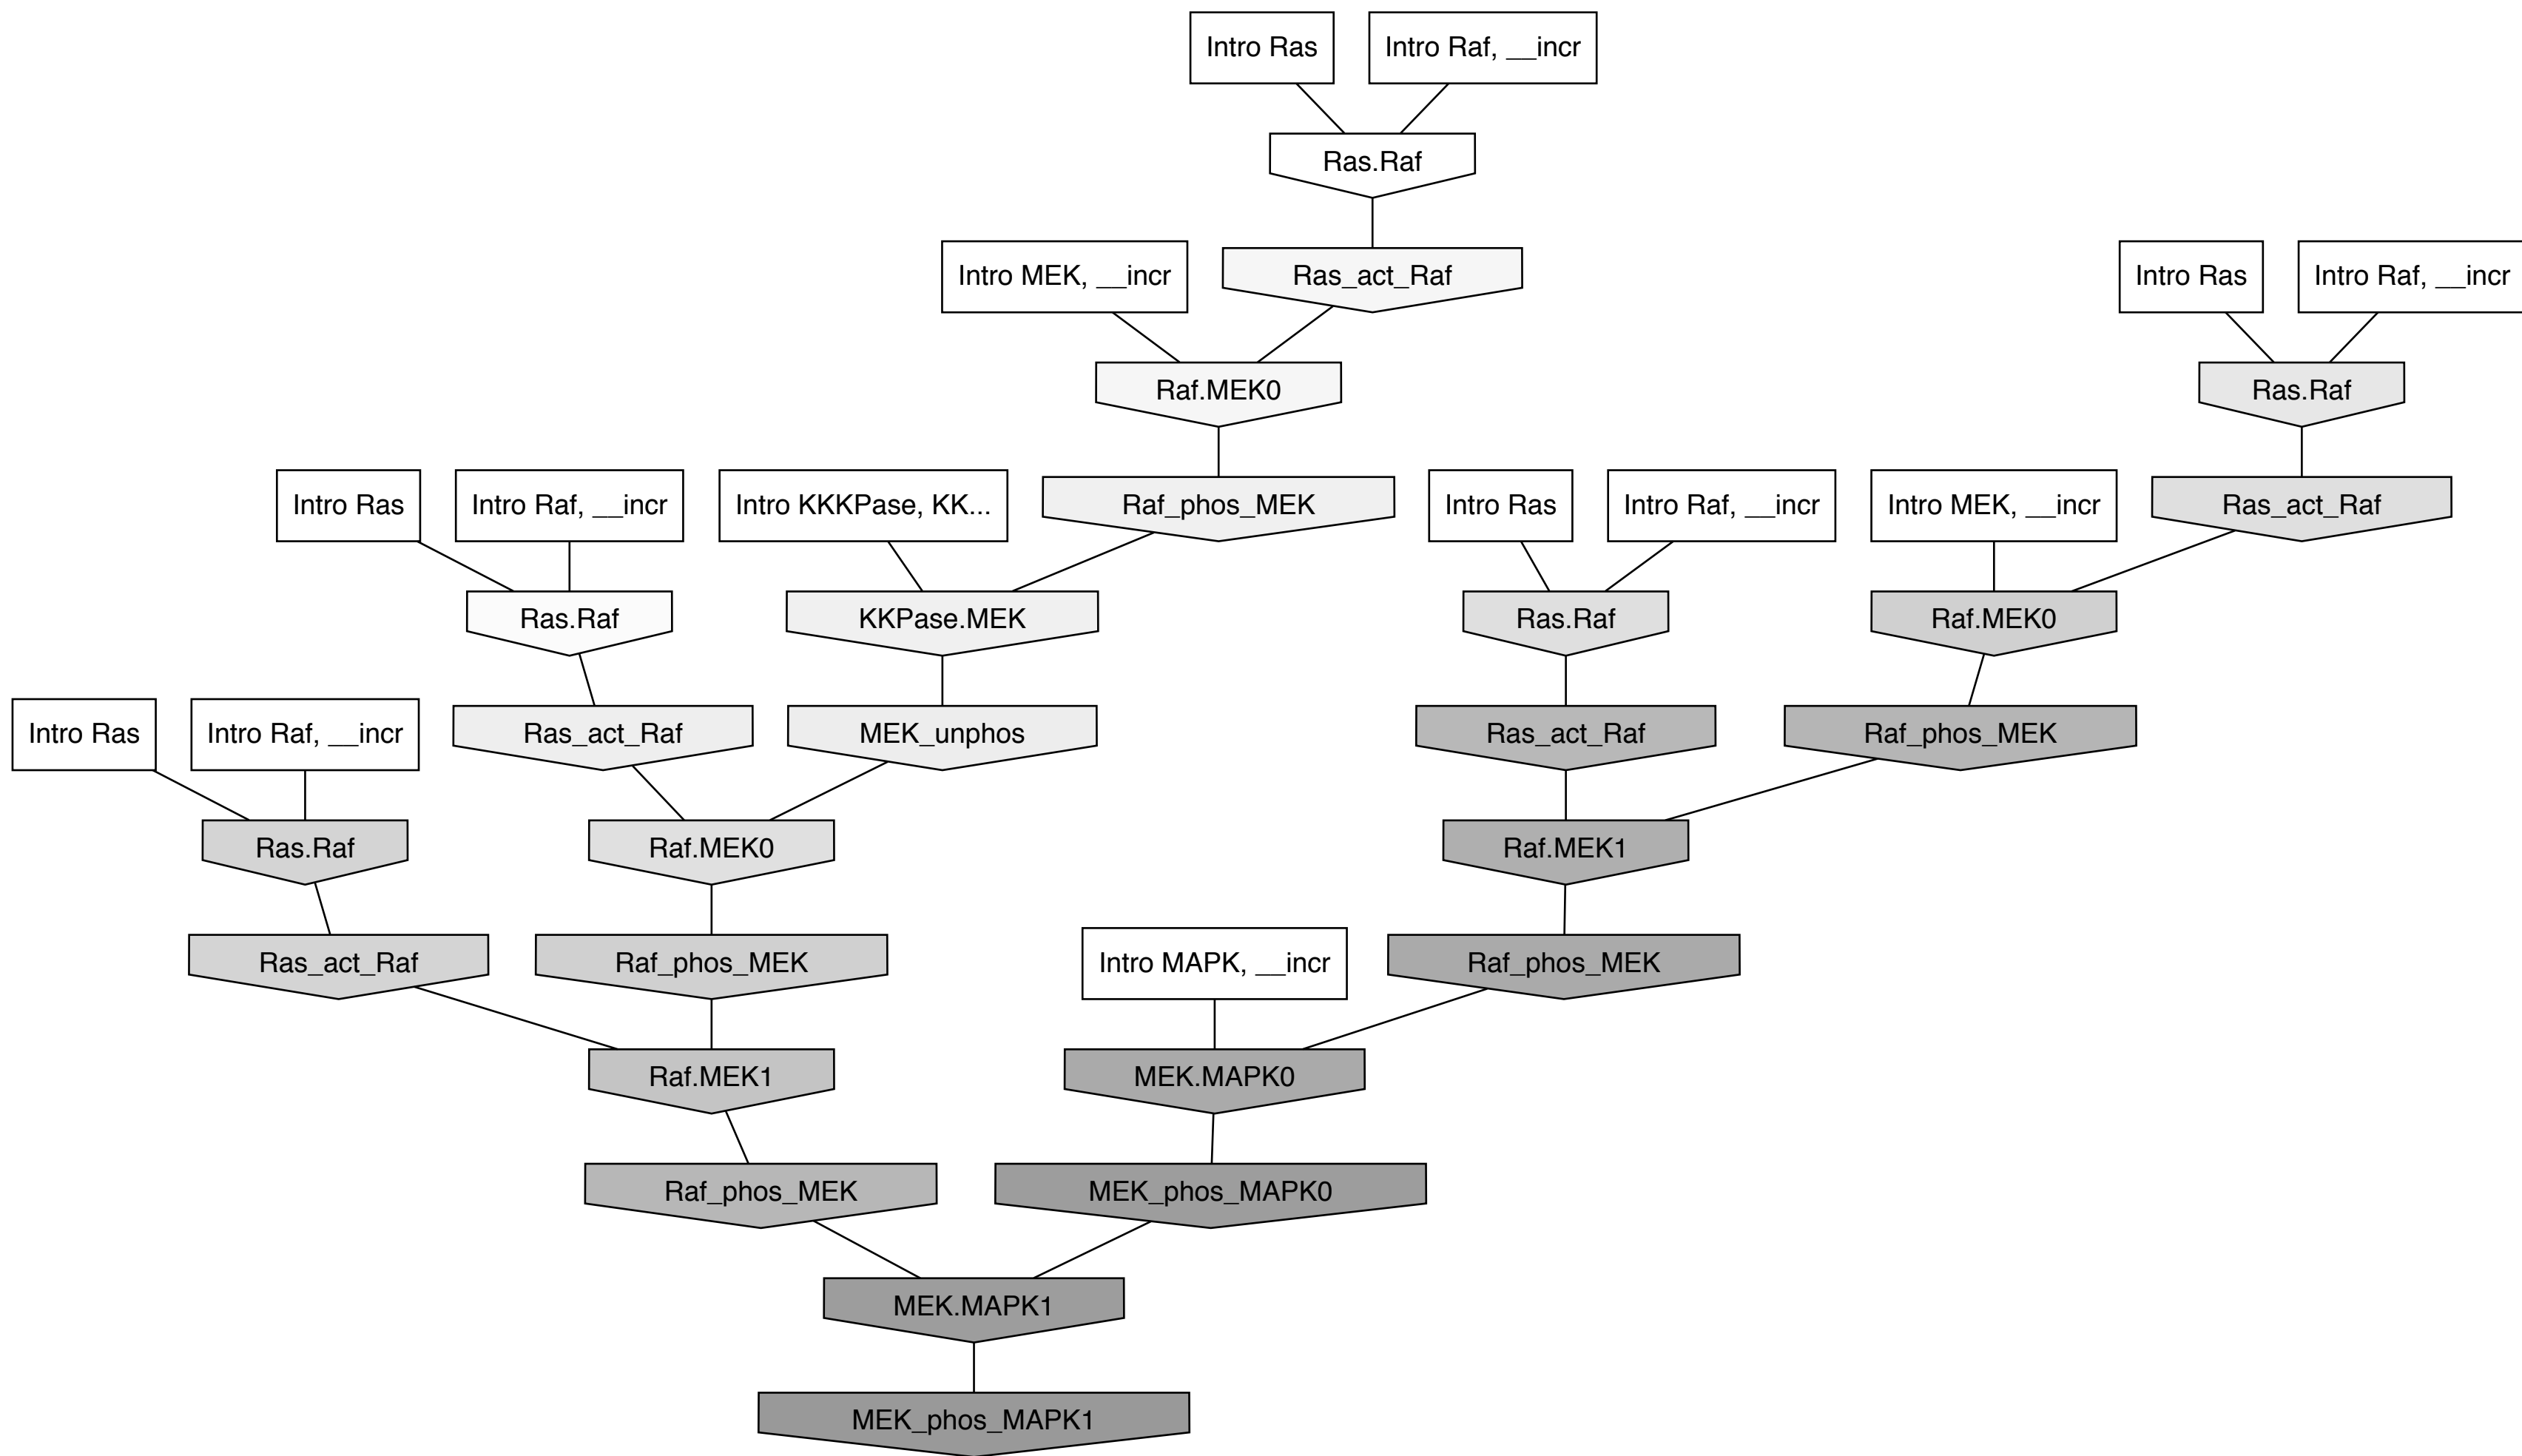 Intro Ras
Intro Raf, __incr
Ras.Raf
Intro MEK, __incr
Ras_act_Raf
Intro Ras
Intro Raf, __incr
Raf.MEK0
Ras.Raf
Intro Ras
Intro Raf, __incr
Intro KKKPase, KK...
Raf_phos_MEK
Intro Ras
Intro Raf, __incr
Intro MEK, __incr
Ras_act_Raf
Ras.Raf
KKPase.MEK
Ras.Raf
Raf.MEK0
Intro Ras
Intro Raf, __incr
Ras_act_Raf
MEK_unphos
Ras_act_Raf
Raf_phos_MEK
Ras.Raf
Raf.MEK0
Raf.MEK1
Ras_act_Raf
Raf_phos_MEK
Intro MAPK, __incr
Raf_phos_MEK
Raf.MEK1
MEK.MAPK0
Raf_phos_MEK
MEK_phos_MAPK0
MEK.MAPK1
MEK_phos_MAPK1